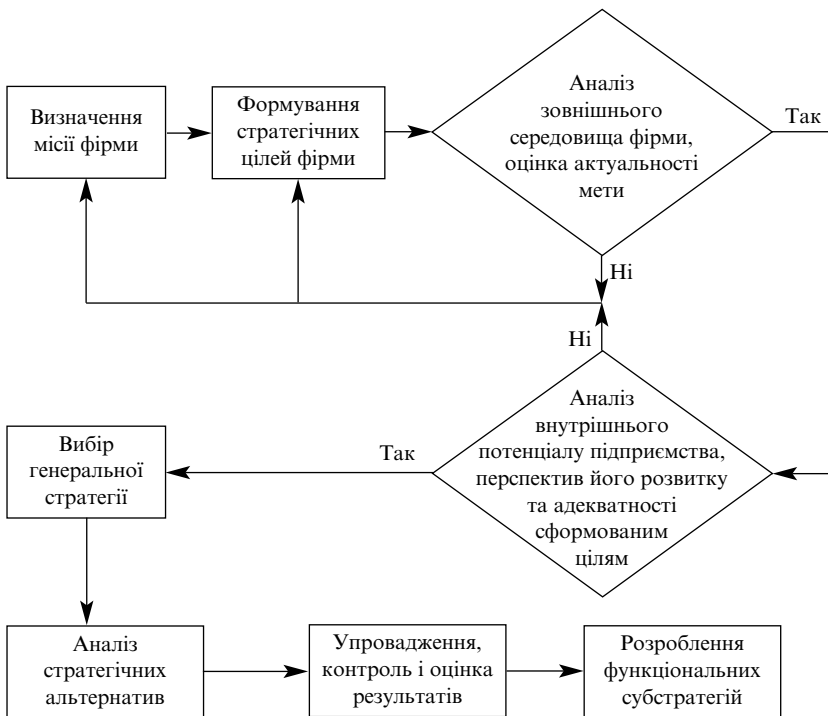 Визначення
місії фірми
Формування
стратегічних
цілей фірми
Аналіз
зовнішнього
середовища фірми,
оцінка актуальності
мети
Так
Ні
Ні
Аналіз
внутрішнього
потенціалу підприємства,
перспектив його розвитку
та адекватності
сформованим
цілям
Так
Вибір
генеральної
стратегії
Аналіз
стратегічних
альтернатив
Упровадження,
контроль і оцінка
результатів
Розроблення
функціональних
субстратегій